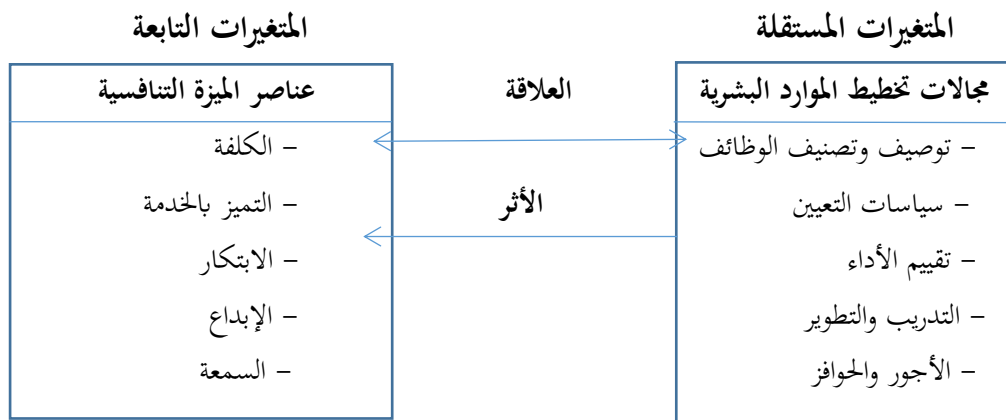 المتغيرات المستقلة
المتغيرات التابعة
مجالات تخطيط الموارد البشرية
العلاقة
عناصر الميزة التنافسية
– توصيف وتصنيف الوظائف
– الكلفة
– سياسات التعيين
الأثر
– التميز بالخدمة
– تقييم الأداء
– الابتكار
– التدريب والتطوير
– الإبداع
– الأجور والحوافز
– السمعة